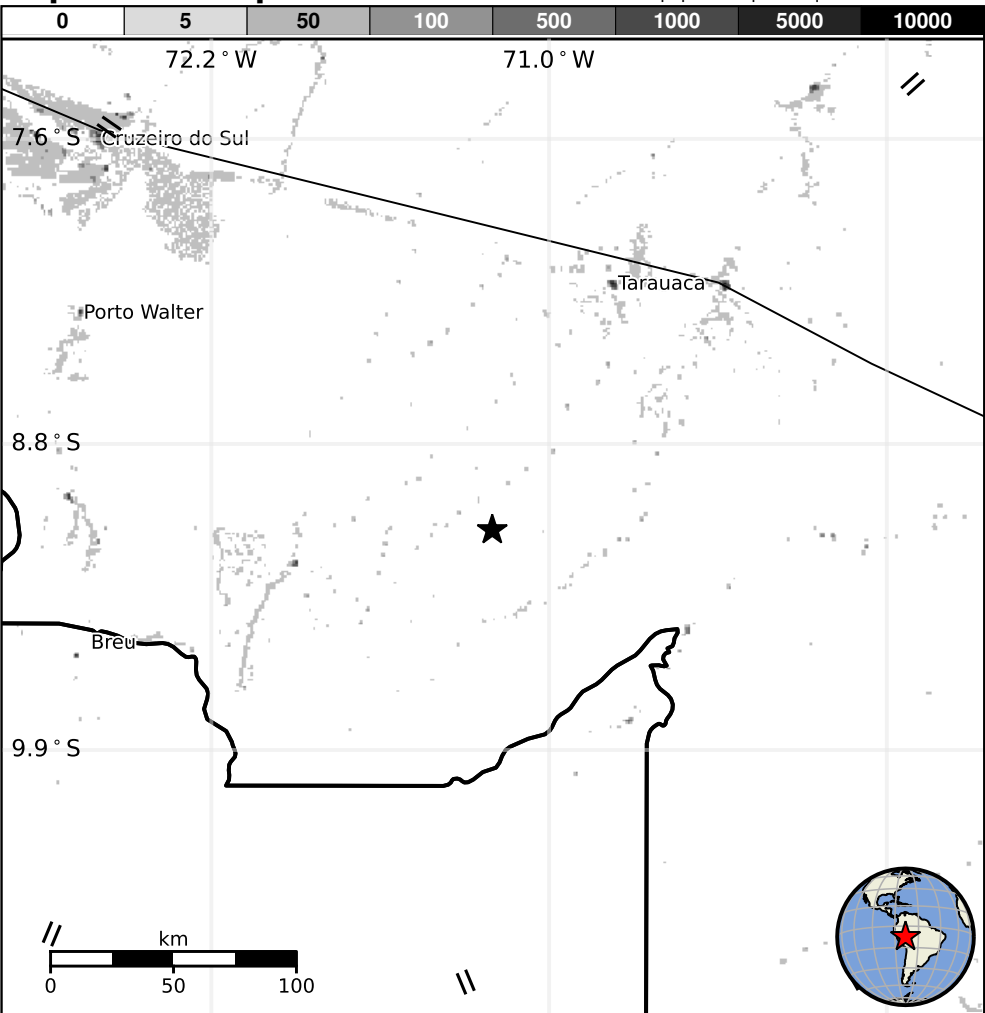 0 5 50 100 500 1000 5000 10000
72.2°W 71.0°W
7.6°S
Cruzeiro do Sul
Tarauaca
Porto Walter
8.8°S
Breu
9.9°S
km
0 50 100